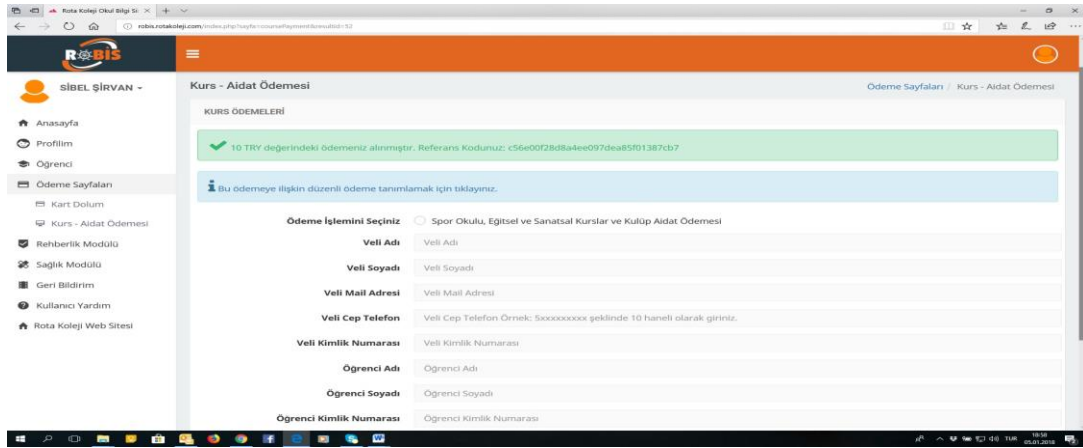 Rota Koleji Okul Bilgi Si
robis.rotakoleji.com/index.php?sayfa=coursePayment&resultid=52
ROBİS
SİBEL ŞİRVAN
Anasayfa
Profilim
Öğrenci
Ödeme Sayfaları
Kart Dolum
Kurs - Aidat Ödemesi
Rehberlik Modülü
Sağlık Modülü
Geri Bildirim
Kullanıcı Yardım
Rota Koleji Web Sitesi
Kurs - Aidat Ödemesi
Ödeme Sayfaları / Kurs - Aidat Ödemesi
KURS ÖDEMELERİ
10 TRY değerindeki ödemeniz alınmıştır. Referans Kodunuz: c56e00f28d8a4ee097dea85f01387cb7
Bu ödemeye ilişkin düzenli ödeme tanımlamak için tıklayınız.
Ödeme İşlemini Seçiniz Spor Okulu, Eğitsel ve Sanatsal Kurslar ve Kulüp Aidat Ödemesi
Veli Adı Veli Adı
Veli Soyadı Veli Soyadı
Veli Mail Adresi Veli Mail Adresi
Veli Cep Telefon Veli Cep Telefon Örnek: 5xxxxxxxxx şeklinde 10 haneli olarak giriniz.
Veli Kimlik Numarası Veli Kimlik Numarası
Öğrenci Adı Öğrenci Adı
Öğrenci Soyadı Öğrenci Soyadı
Öğrenci Kimlik Numarası Öğrenci Kimlik Numarası
TUR
18:58
05.01.2018